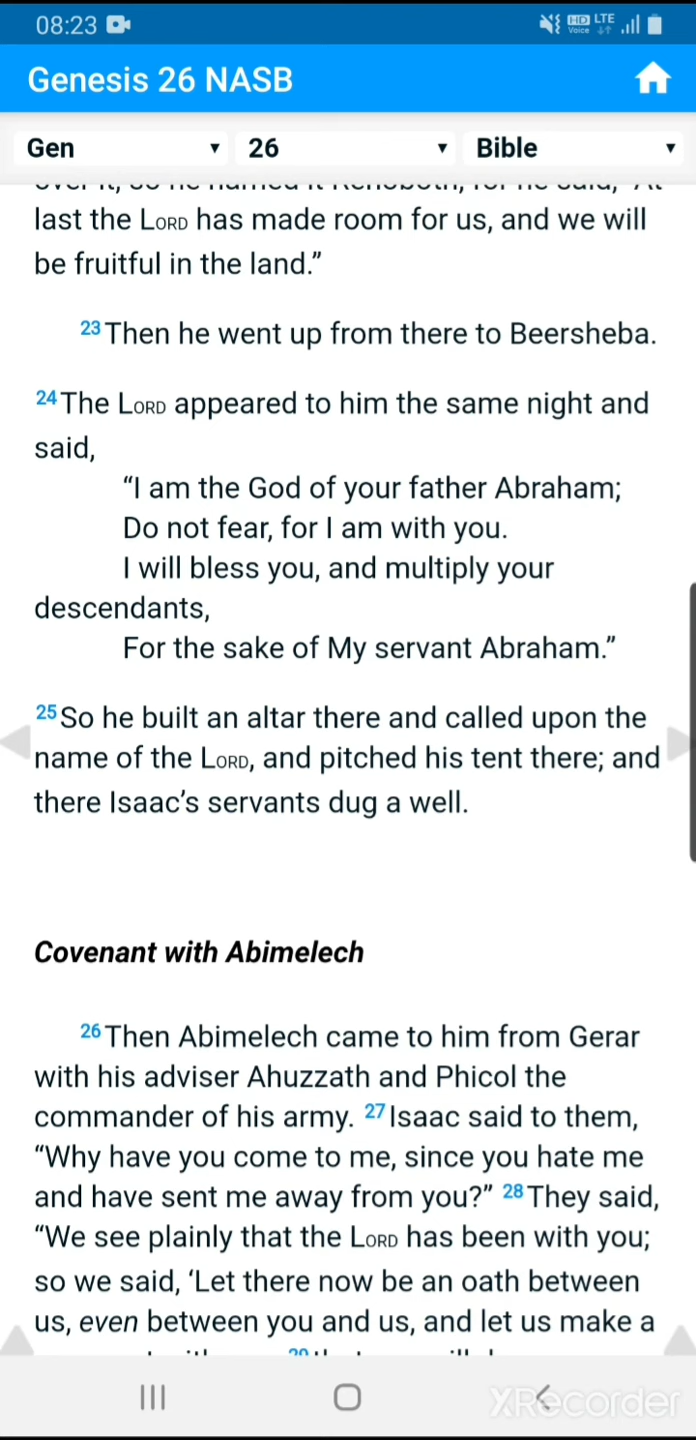 08:23
HD Voice LTE
Genesis 26 NASB
Gen
26
Bible
last the LORD has made room for us, and we will
be fruitful in the land.”
23 Then he went up from there to Beersheba.
24 The LORD appeared to him the same night and
said,
“I am the God of your father Abraham;
Do not fear, for I am with you.
I will bless you, and multiply your
descendants,
For the sake of My servant Abraham.”
25 So he built an altar there and called upon the
name of the LORD, and pitched his tent there; and
there Isaac’s servants dug a well.
Covenant with Abimelech
26 Then Abimelech came to him from Gerar
with his adviser Ahuzzath and Phicol the
commander of his army. 27 Isaac said to them,
“Why have you come to me, since you hate me
and have sent me away from you?” 28 They said,
“We see plainly that the LORD has been with you;
so we said, ‘Let there now be an oath between
us, even between you and us, and let us make a
XRecorder